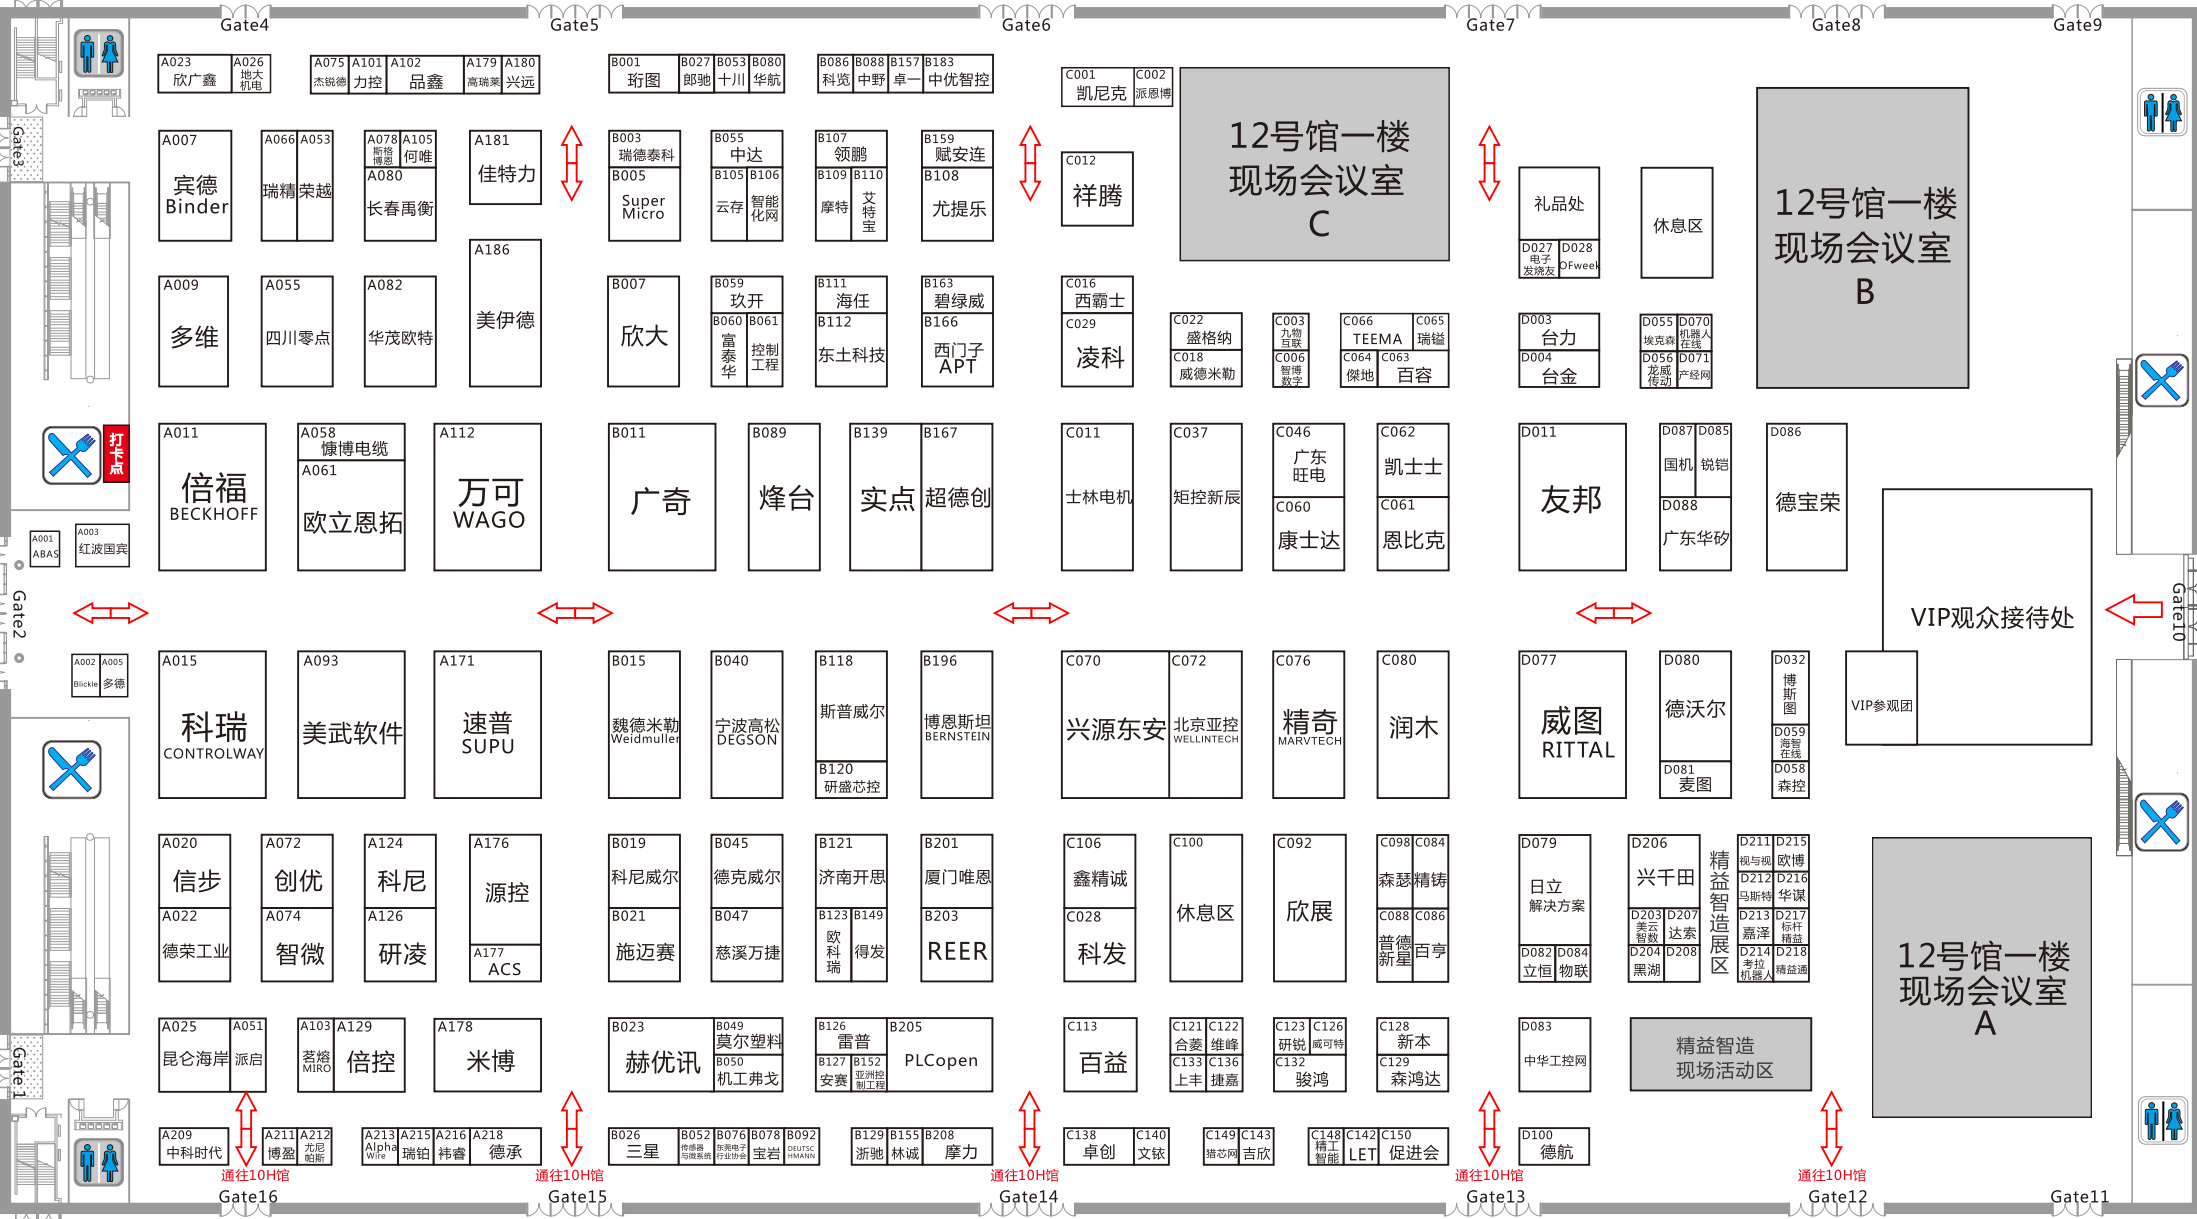 Gate4
Gate5
Gate6
Gate7
Gate8
Gate9
A023
欣广鑫
A026
地大
机电
A075
杰锐德
A101
力控
A102
品鑫
A179
高瑞莱
A180
兴远
B001
珩图
B027
郎驰
B053
十川
B080
华航
B086
科览
B088
中野
B157
卓一
B183
中优智控
C001
凯尼克
C002
派恩博
12号馆一楼
现场会议室
C
12号馆一楼
现场会议室
B
Gate3
A007
宾德
Binder
A066
瑞精
A053
荣越
A078
斯格
博恩
A105
何唯
A080
长春禹衡
A181
佳特力
A186
美伊德
B003
瑞德泰科
B005
Super
Micro
B055
中达
B105
云存
B106
智能
化网
B107
领鹏
B109
摩特
B110
艾特宝
B159
赋安连
B108
尤提乐
C012
祥腾
礼品处
D027
电子
发烧友
D028
OFweek
休息区
A009
多维
A055
四川零点
A082
华茂欧特
B007
欣大
B059
玖开
B060
富泰华
B061
控制
工程
B111
海任
B112
东土科技
B163
碧绿威
B166
西门子
APT
C016
西霸士
C029
凌科
C022
盛格纳
C018
威德米勒
C003
九物
互联
C006
智博
数字
C066
TEEMA
C065
瑞镒
C064
傑地
C063
百容
D003
台力
D004
台金
D055
埃克森
D070
机器人
在线
D056
龙威
传动
D071
产经网
打卡点
A011
倍福
BECKHOFF
A058
慷博电缆
A061
欧立恩拓
A112
万可
WAGO
B011
广奇
B089
烽台
B139
实点
B167
超德创
C011
士林电机
C037
矩控新辰
C046
广东
旺电
C060
康士达
C062
凯士士
C061
恩比克
D011
友邦
D087
国机
D085
锐铠
D088
广东华矽
D086
德宝荣
A001
ABAS
A003
红波国宾
Gate2
VIP观众接待处
Gate10
A002
Blickle
A005
多德
A015
科瑞
CONTROLWAY
A093
美武软件
A171
速普
SUPU
B015
魏德米勒
Weidmuller
B040
宁波高松
DEGSON
B118
斯普威尔
B120
研盛芯控
B196
博恩斯坦
BERNSTEIN
C070
兴源东安
C072
北京亚控
WELLINTECH
C076
精奇
MARVTECH
C080
润木
D077
威图
RITTAL
D080
德沃尔
D081
麦图
D032
博斯图
D059
海智
在线
D058
森控
VIP参观团
A020
信步
A022
德荣工业
A072
创优
A074
智微
A124
科尼
A126
研凌
A176
源控
A177
ACS
B019
科尼威尔
B021
施迈赛
B045
德克威尔
B047
慈溪万捷
B121
济南开思
B123
欧科瑞
B149
得发
B201
厦门唯恩
B203
REER
C106
鑫精诚
C028
科发
C100
休息区
C092
欣展
C098
森瑟
C084
精铸
C088
普德
新星
C086
百亨
D079
日立
解决方案
D082
立恒
D084
物联
D206
兴千田
D203
美云
智数
D207
达索
D204
黑湖
D208
精益智造展区
D211
视与视
D215
欧博
D212
马斯特
D216
华谋
D213
嘉泽
D217
标杆
精益
D214
考拉
机器人
D218
精益通
12号馆一楼
现场会议室
A
Gate 1
A025
昆仑海岸
A051
派启
A103
茗熔
MIRO
A129
倍控
A178
米博
B023
赫优讯
B049
莫尔塑料
B050
机工弗戈
B126
雷普
B127
安赛
B152
亚洲控
制工程
B205
PLCopen
C113
百益
C121
合菱
C122
维峰
C133
上丰
C136
捷嘉
C123
研锐
C126
威可特
C132
骏鸿
C128
新本
C129
森鸿达
D083
中华工控网
精益智造
现场活动区
A209
中科时代
A211
博盈
A212
尤尼
帕斯
A213
Alpha
Wire
A215
瑞铂
A216
祎睿
A218
德承
B026
三星
B052
传感器
与微系统
B076
东莞电子
行业协会
B078
宝岩
B092
DEUTSC
HMANN
B129
浙驰
B155
林诚
B208
摩力
C138
卓创
C140
文铱
C149
猎芯网
C143
吉欣
C148
精工
智能
C142
LET
C150
促进会
D100
德航
通往10H馆
通往10H馆
通往10H馆
通往10H馆
通往10H馆
Gate16
Gate15
Gate14
Gate13
Gate12
Gate11